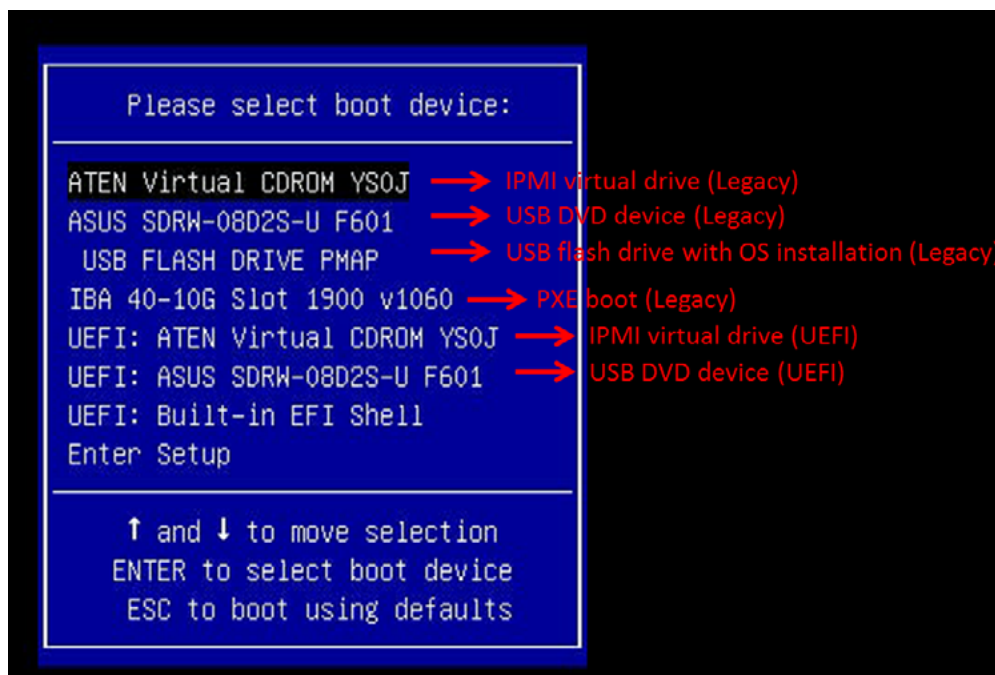 Please select boot device:
ATEN Virtual CDROM YS0J IPMI virtual drive (Legacy)
ASUS SDRW-08D2S-U F601 USB DVD device (Legacy)
USB FLASH DRIVE PMAP USB flash drive with OS installation (Legacy)
IBA 40-10G Slot 1900 v1060 PXE boot (Legacy)
UEFI: ATEN Virtual CDROM YS0J IPMI virtual drive (UEFI)
UEFI: ASUS SDRW-08D2S-U F601 USB DVD device (UEFI)
UEFI: Built-in EFI Shell
Enter Setup
↑ and ↓ to move selection
ENTER to select boot device
ESC to boot using defaults